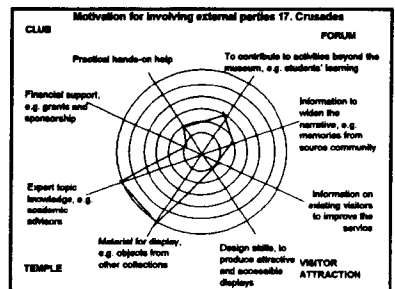 Motivation for involving external parties 17. Crusades
CLUB
FORUM
Practical hands-on help
To contribute to activities beyond the
museum, e.g. students' learning
Financial support,
e.g. grants and
sponsorship
Information to
widen the
narrative, e.g.
memories from
source community
Expert topic
knowledge, e.g.
academic
advisors
Information on
existing visitors
to improve the
service
Material for display,
e.g. objects from
other collections
Design skills, to
produce attractive
and accessible
displays
TEMPLE
VISITOR
ATTRACTION